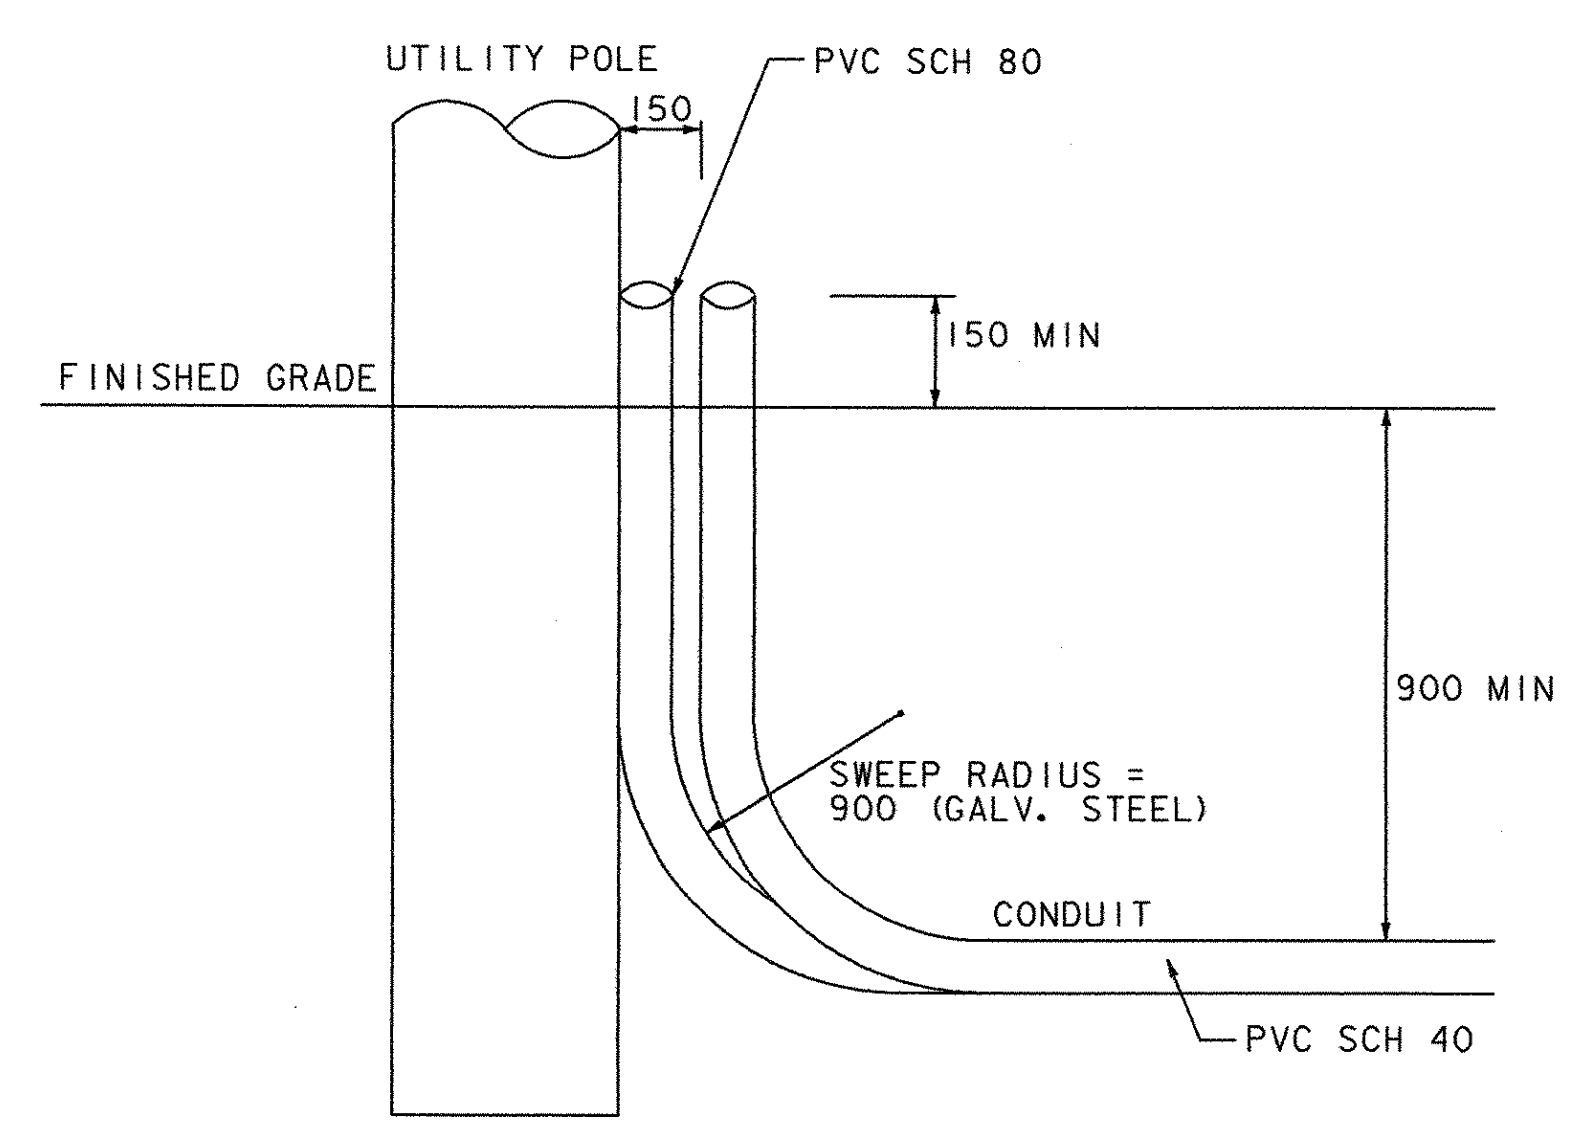 UTILITY POLE
PVC SCH 80
150
150 MIN
FINISHED GRADE
900 MIN
SWEEP RADIUS =
900 (GALV. STEEL)
CONDUIT
PVC SCH 40